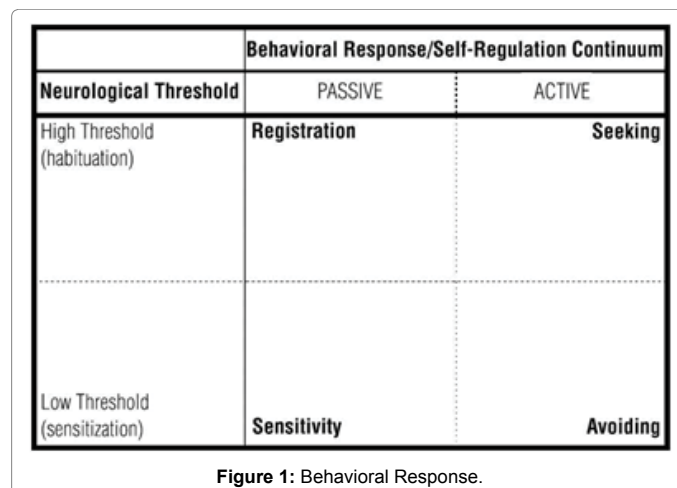 Behavioral Response/Self-Regulation Continuum
Neurological Threshold PASSIVE ACTIVE
High Threshold Registration Seeking
(habituation)
Low Threshold
(sensitization) Sensitivity Avoiding
Figure 1: Behavioral Response.